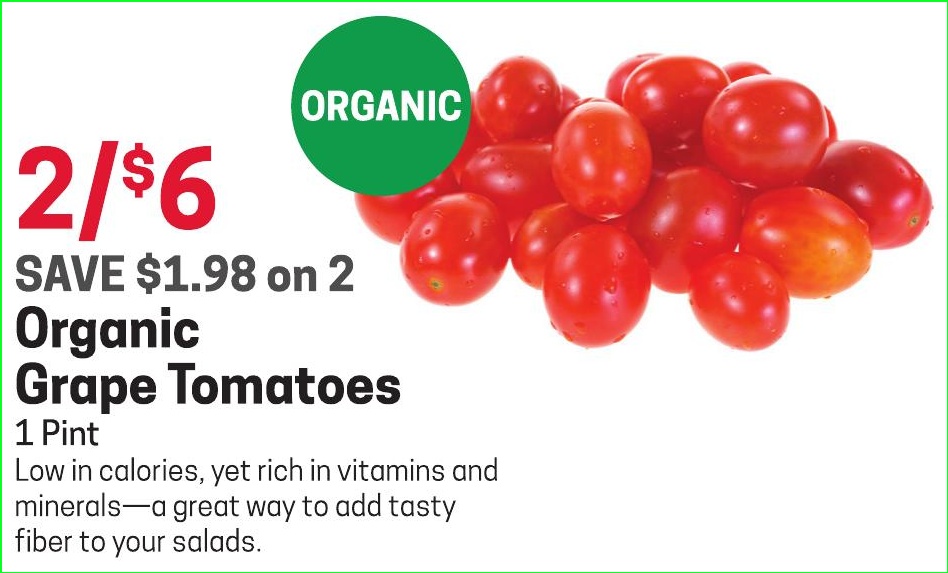 ORGANIC
2/$6
SAVE $1.98 on 2
Organic
Grape Tomatoes
1 Pint
Low in calories, yet rich in vitamins and
minerals—a great way to add tasty
fiber to your salads.